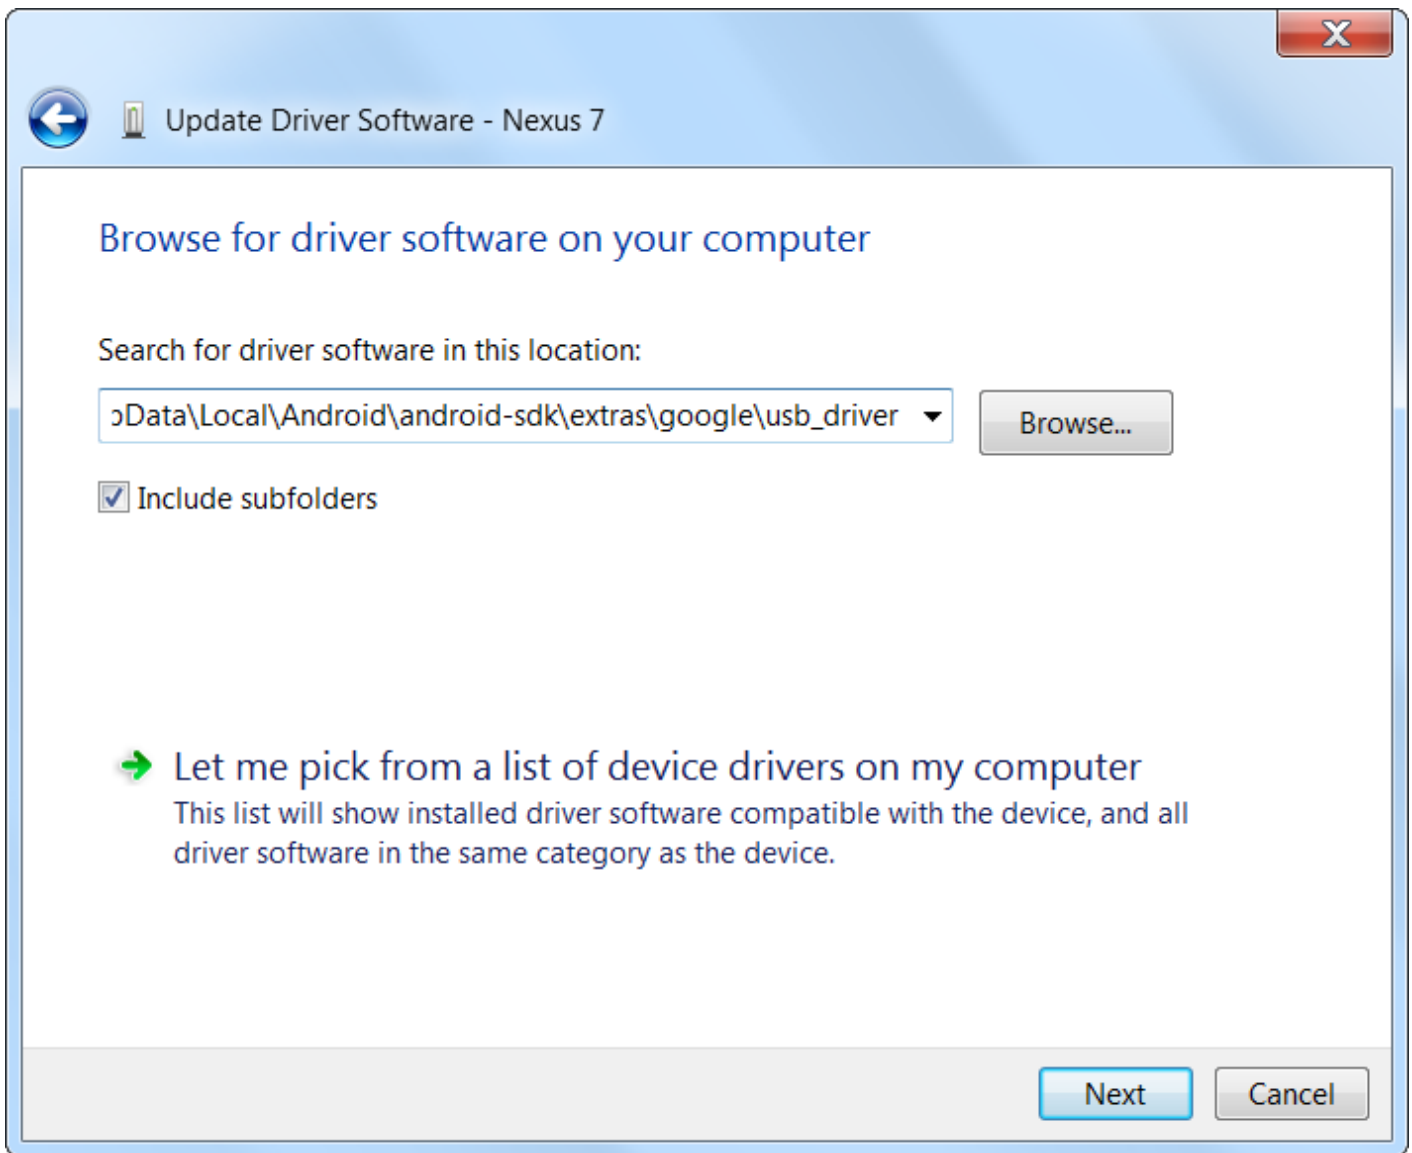 Update Driver Software - Nexus 7
Browse for driver software on your computer
Search for driver software in this location:
Data\Local\Android\android-sdk\extras\google\usb_driver
Browse...
Include subfolders
Let me pick from a list of device drivers on my computer
This list will show installed driver software compatible with the device, and all
driver software in the same category as the device.
Next
Cancel